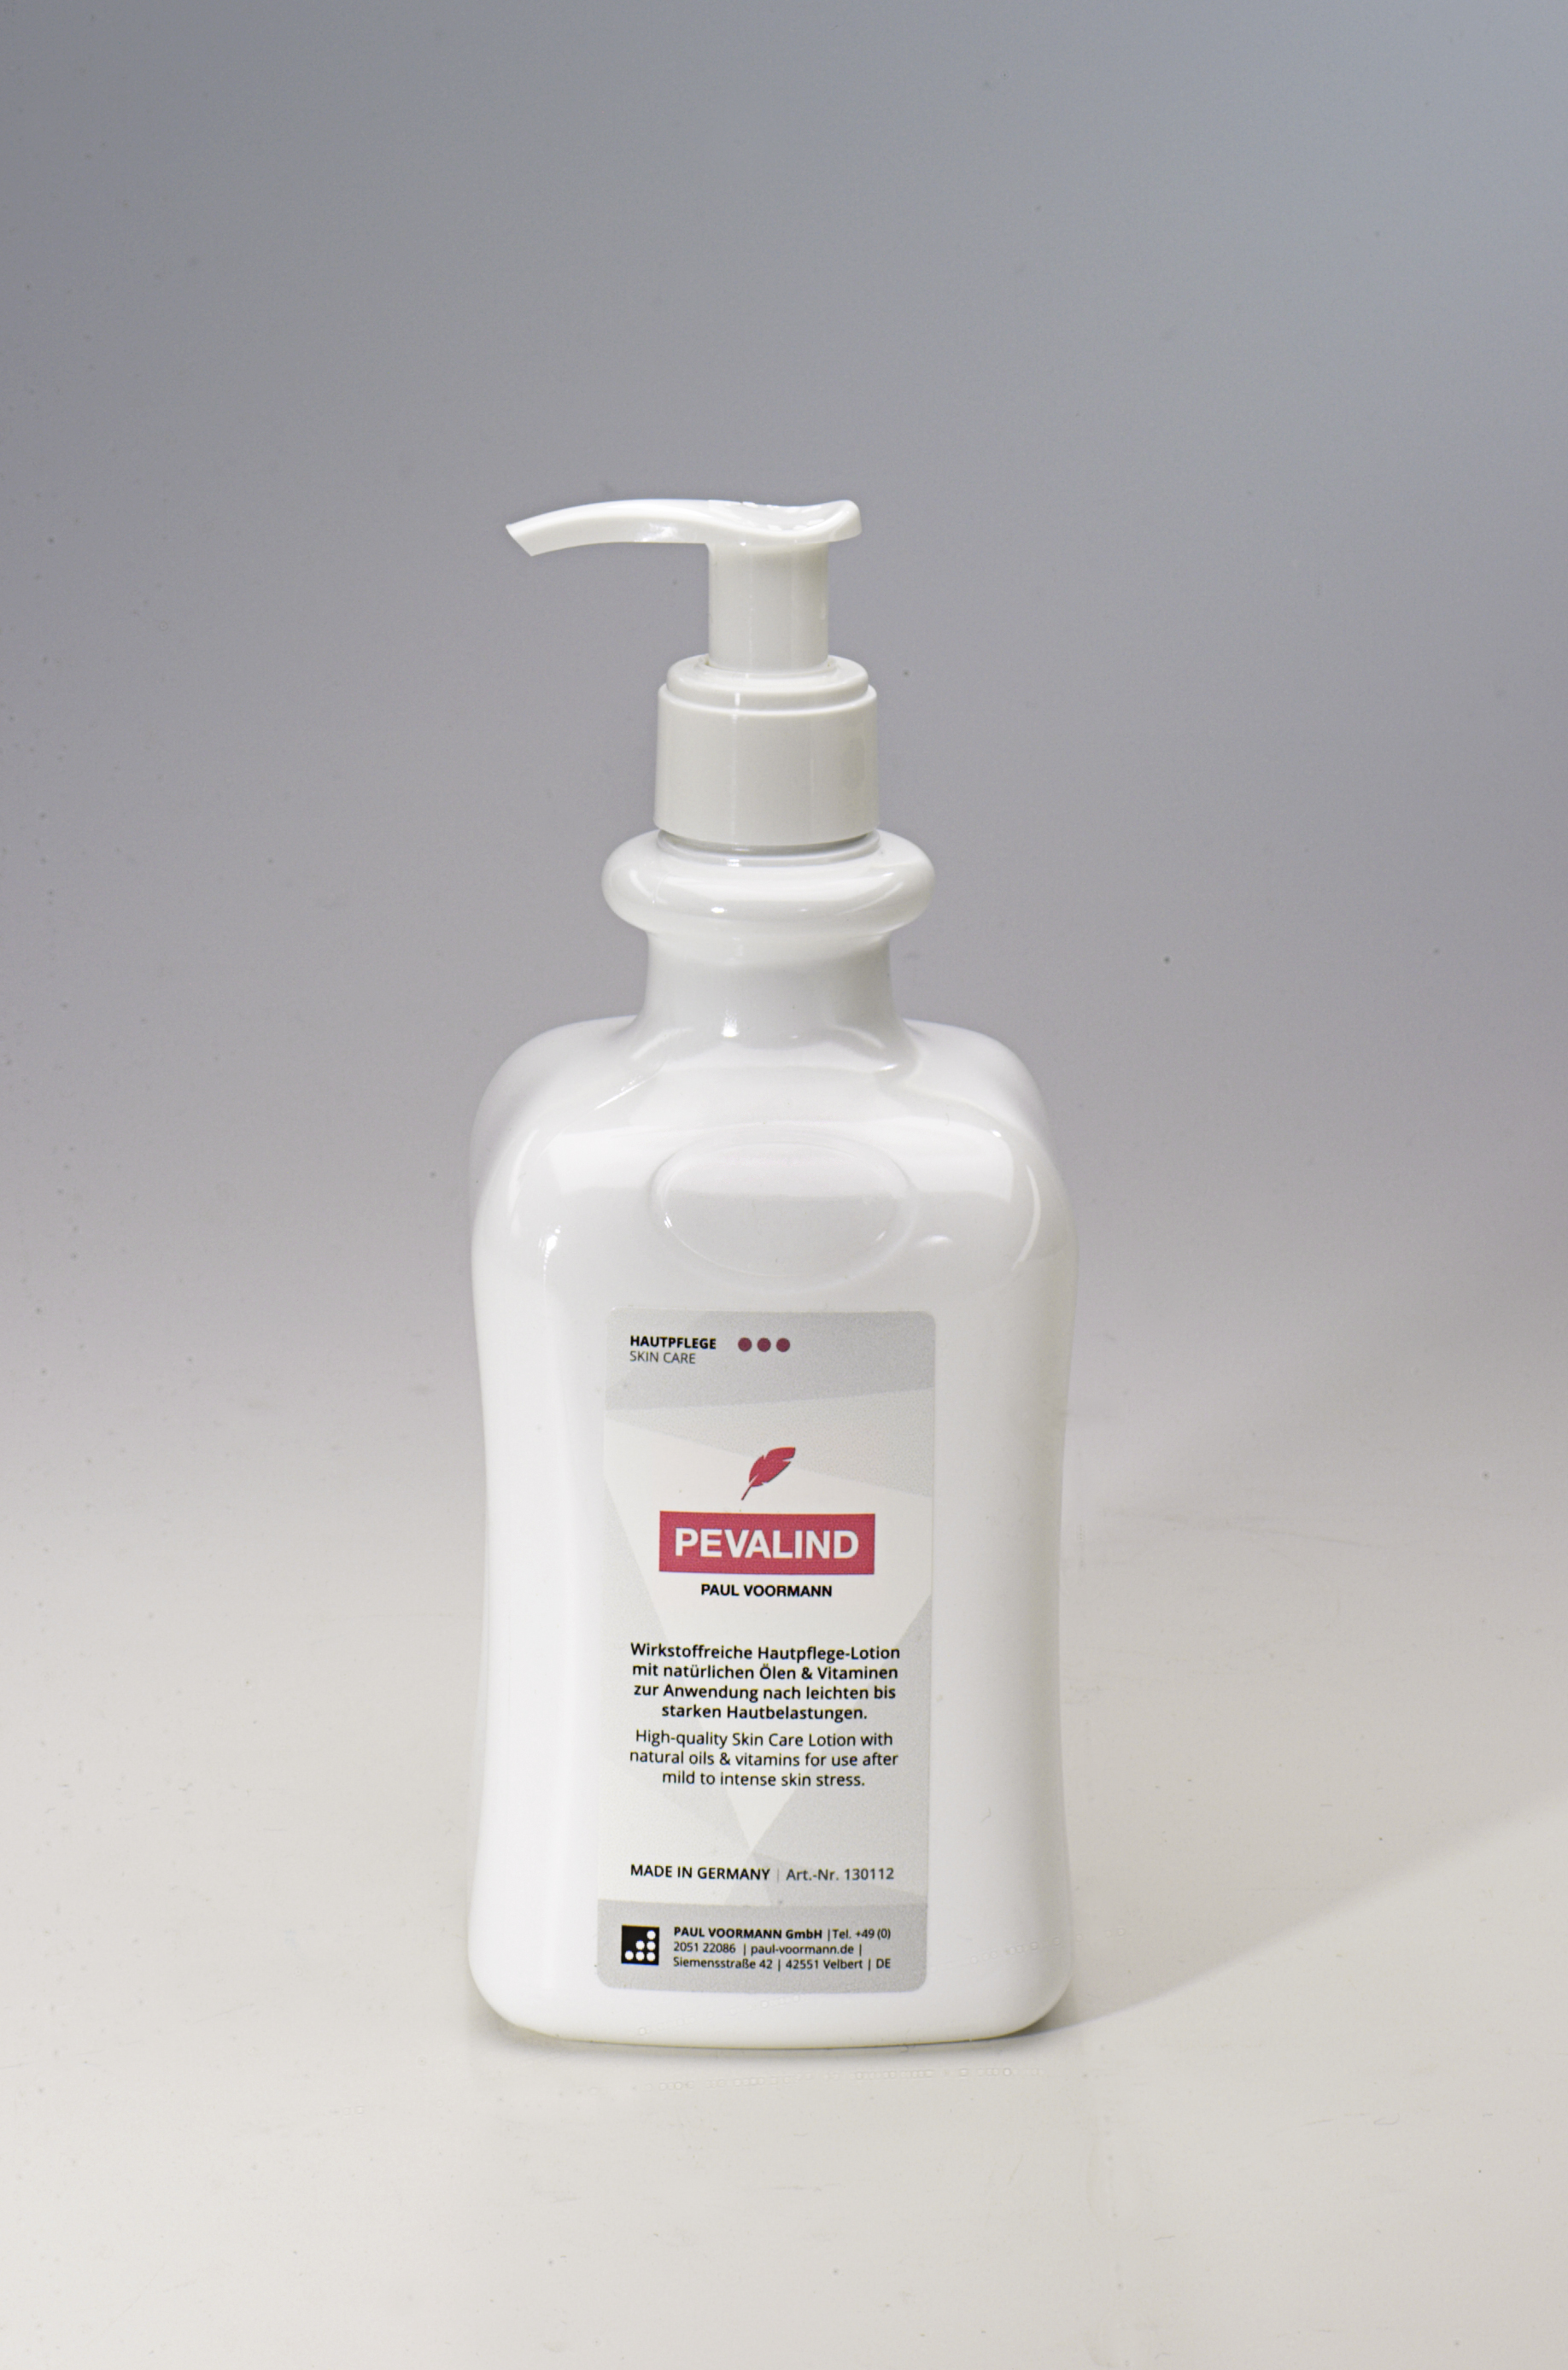 HAUTPFLEGE
SKIN CARE
PEVALIND
PAUL VOORMANN
Wirkstoffreiche Hautpflege-Lotion
mit natürlichen Ölen & Vitaminen
zur Anwendung nach leichten bis
starken Hautbelastungen.
High-quality Skin Care Lotion with
natural oils & vitamins for use after
mild to intense skin stress.
MADE IN GERMANY | Art.-Nr. 130112
PAUL VOORMANN GmbH | Tel. +49 (0)
2051 22086 | paul-voormann.de |
Siemensstraße 42 | 42551 Velbert | DE